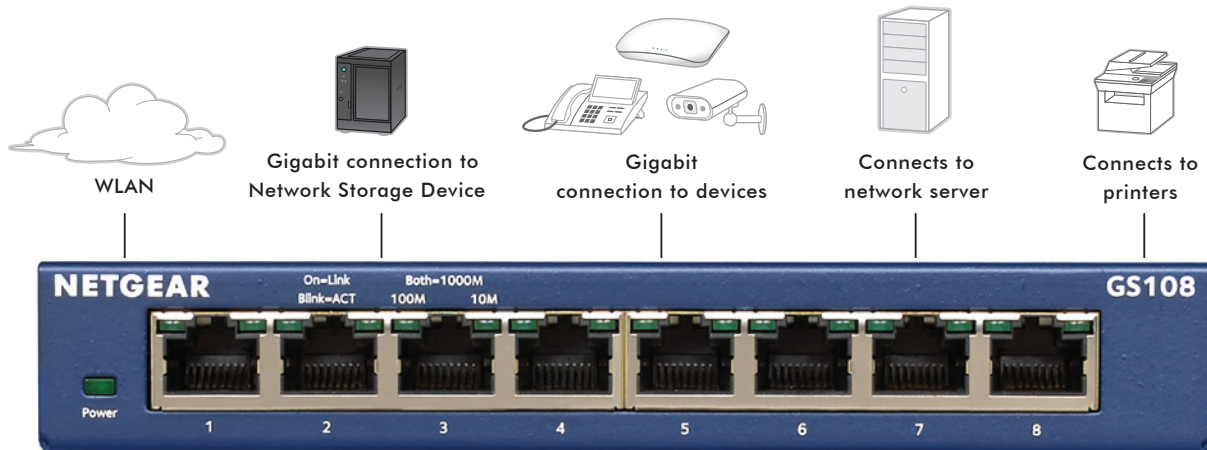 WLAN
Gigabit connection to
Network Storage Device
Gigabit
connection to devices
Connects to
network server
Connects to
printers
NETGEAR
On=Link
Blink=ACT
Both=1000M
100M 10M
GS108
Power
1 2 3 4 5 6 7 8